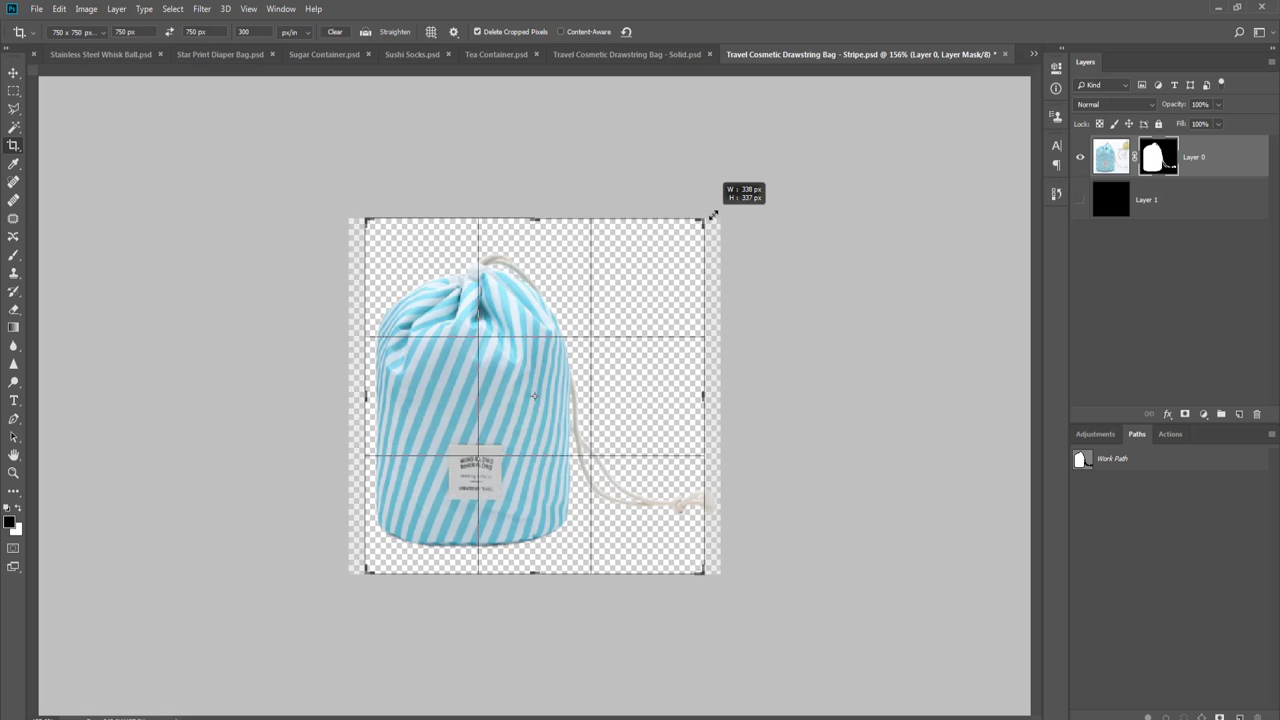 Ps File Edit Image Layer Type Select Filter 3D View Window Help
750 x 750 px... 750 px 750 px 300 px/in Clear Straighten Delete Cropped Pixels Content-Aware
Stainless Steel Whisk Ball.psd × Star Print Diaper Bag.psd × Sugar Container.psd × Sushi Socks.psd × Tea Container.psd × Travel Cosmetic Drawstring Bag - Solid.psd × Travel Cosmetic Drawstring Bag - Stripe.psd @ 156% (Layer 0, Layer Mask/8) * ×
Layers
Kind
Normal Opacity: 100%
Lock: Fill: 100%
Layer 0
Layer 1
W : 338 px
H : 337 px
Adjustments Paths Actions
Work Path